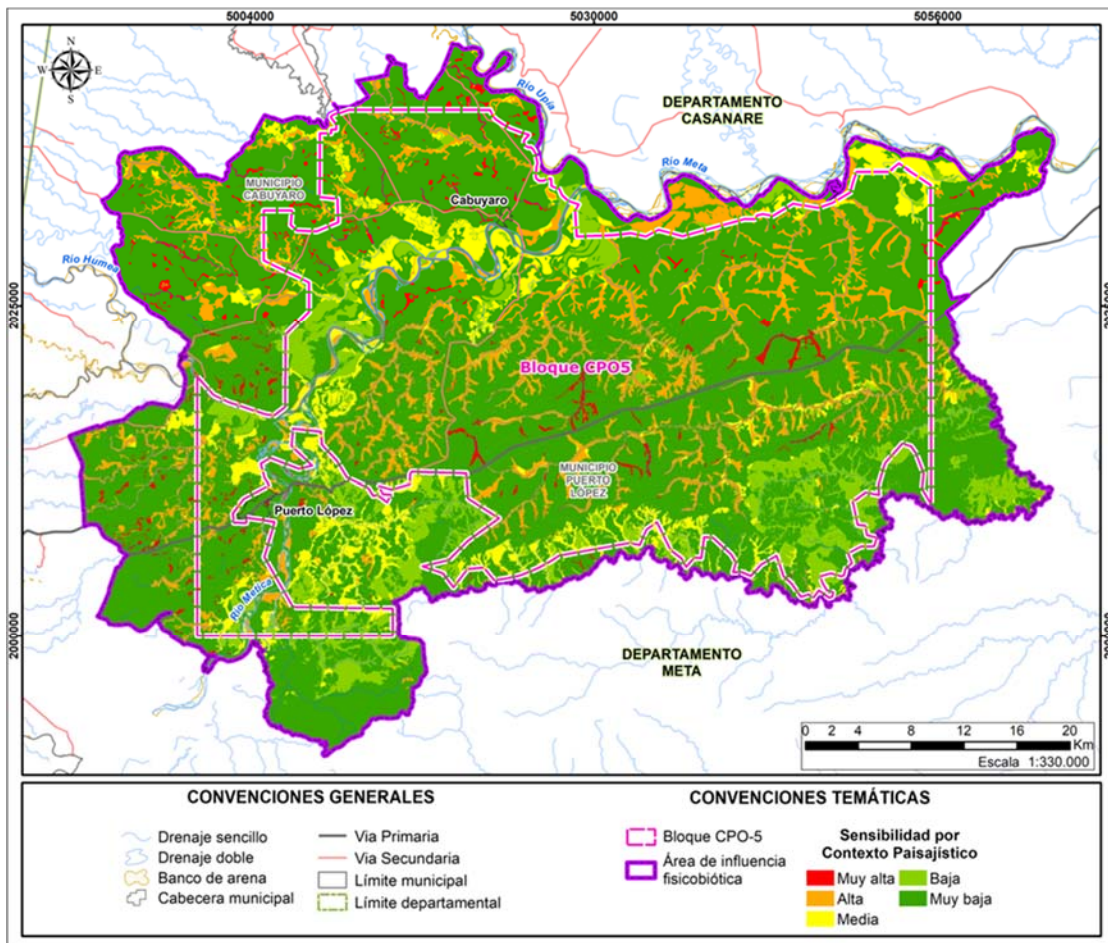 5004000
5030000
5056000
N
W
E
S
Río Upía
DEPARTAMENTO
CASANARE
Río Meta
MUNICIPIO
CABUYARO
Cabuyaro
Río Humea
2025000
Bloque CPO5
MUNICIPIO
PUERTO
LÓPEZ
Puerto López
Río Metica
2000000
DEPARTAMENTO
META
0 2 4 8 12 16 20
Km
Escala 1:330.000
CONVENCIONES GENERALES
Drenaje sencillo
Drenaje doble
Banco de arena
Cabecera municipal
Via Primaria
Via Secundaria
Límite municipal
Límite departamental
CONVENCIONES TEMÁTICAS
Bloque CPO-5
Área de influencia
fisicobiótica
Sensibilidad por
Contexto Paisajístico
Muy alta
Alta
Media
Baja
Muy baja